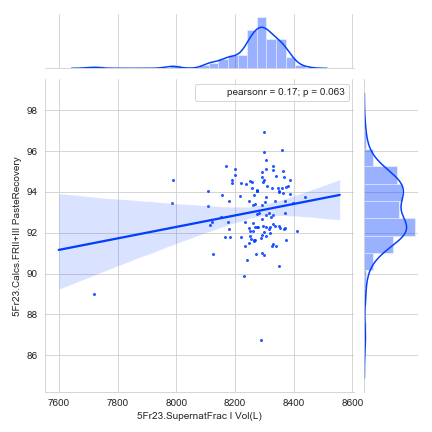 pearsonr = 0.17; p = 0.063
98
96
94
92
90
88
86
5Fr23.Calcs.FRII+III PasteRecovery
7600 7800 8000 8200 8400 8600
5Fr23.SupernatFrac I Vol(L)